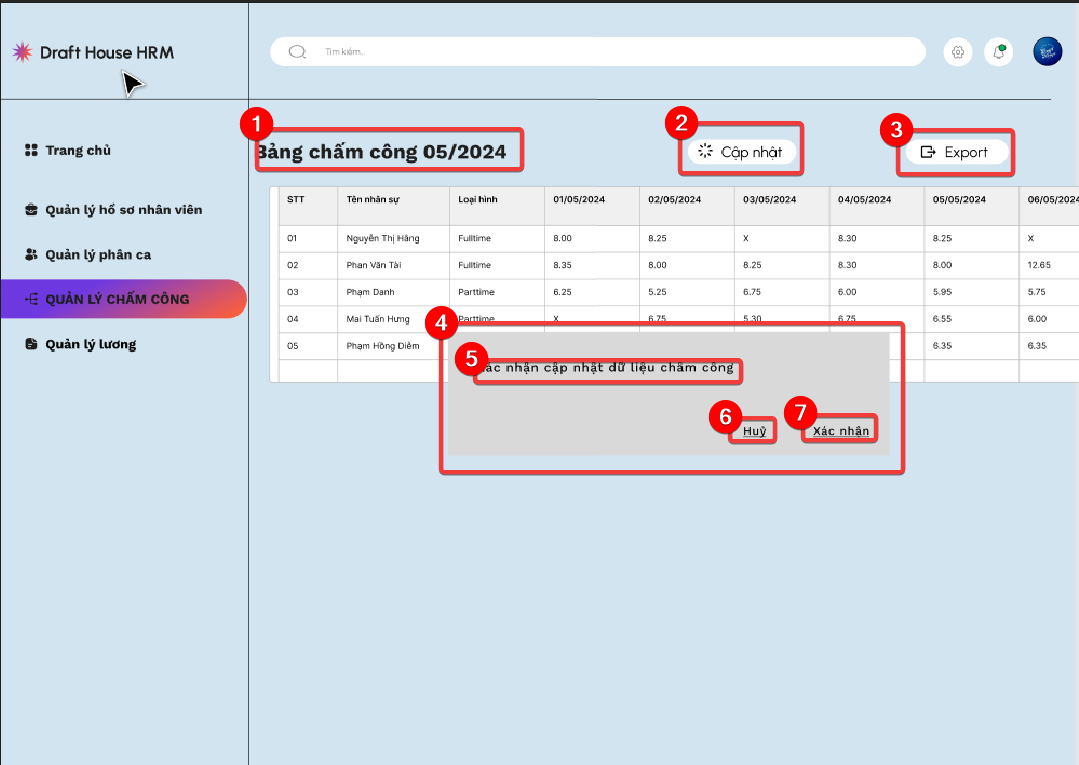 Draft House HRM
Tìm kiếm..
Trang chủ
Quản lý hồ sơ nhân viên
Quản lý phân ca
QUẢN LÝ CHẤM CÔNG
Quản lý lương
1
Bảng chấm công 05/2024
2
Cập nhật
3
Export
STT Tên nhân sự Loại hình 01/05/2024 02/05/2024 03/05/2024 04/05/2024 05/05/2024 06/05/2024
01 Nguyễn Thị Hằng Fulltime 8.00 8.25 X 8.30 8.25 X
02 Phan Văn Tài Fulltime 8.35 8.00 8.25 8.30 8.00 12.65
03 Phạm Danh Parttime 6.25 5.25 6.75 6.00 5.95 5.75
04 Mai Tuấn Hưng Parttime X 6.75 5.30 6.75 6.55 6.00
05 Phạm Hồng Diễm 6.35 6.35
4
5
Xác nhận cập nhật dữ liệu chấm công
6
Huỷ
7
Xác nhận